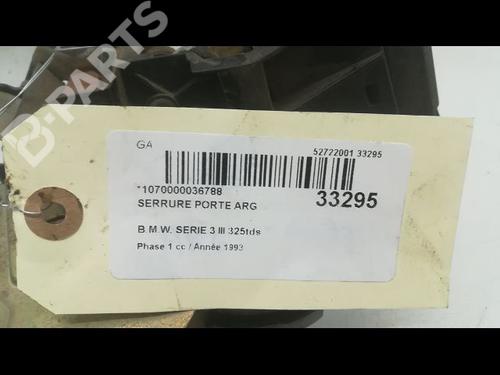 B-PARTS
GA
52722001 33295
*1070000036788
SERRURE PORTE ARG
33295
B.M.W. SERIE 3 III 325tds
Phase 1 cc / Année 1993